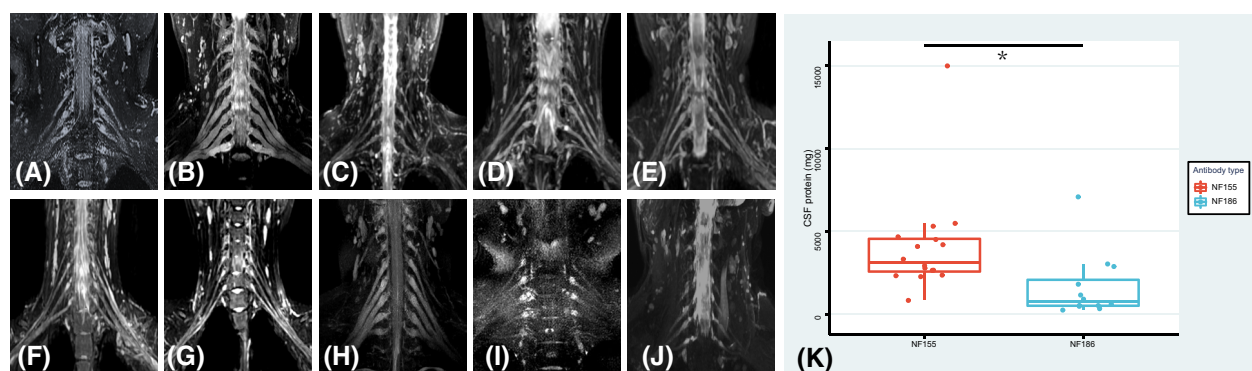 (A)
(B)
(C)
(D)
(E)
(F)
(G)
(H)
(I)
(J)
(K)
*
CSF protein (mg)
15000
10000
5000
0
NF155
NF186
Antibody type
NF155
NF186